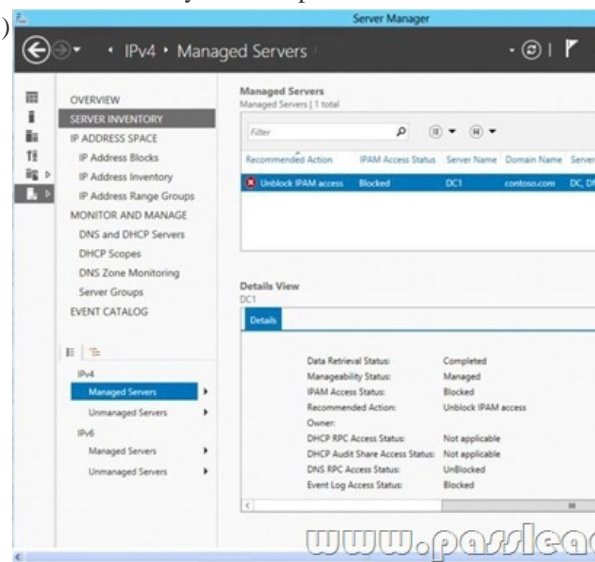 )
Server Manager
IPv4 • Managed Servers
OVERVIEW
SERVER INVENTORY
IP ADDRESS SPACE
IP Address Blocks
IP Address Inventory
IP Address Range Groups
MONITOR AND MANAGE
DNS and DHCP Servers
DHCP Scopes
DNS Zone Monitoring
Server Groups
EVENT CATALOG
IPv4
Managed Servers
Unmanaged Servers
IPv6
Managed Servers
Unmanaged Servers
Managed Servers
Managed Servers | 1 total
Filter
Recommended Action IPAM Access Status Server Name Domain Name Server
Unblock IPAM access Blocked DC1 contoso.com DC, DN
Details View
DC1
Details
Data Retrieval Status: Completed
Manageability Status: Managed
IPAM Access Status: Blocked
Recommended Action: Unblock IPAM access
Owner:
DHCP RPC Access Status: Not applicable
DHCP Audit Share Access Status: Not applicable
DNS RPC Access Status: UnBlocked
Event Log Access Status: Blocked
www.passlead